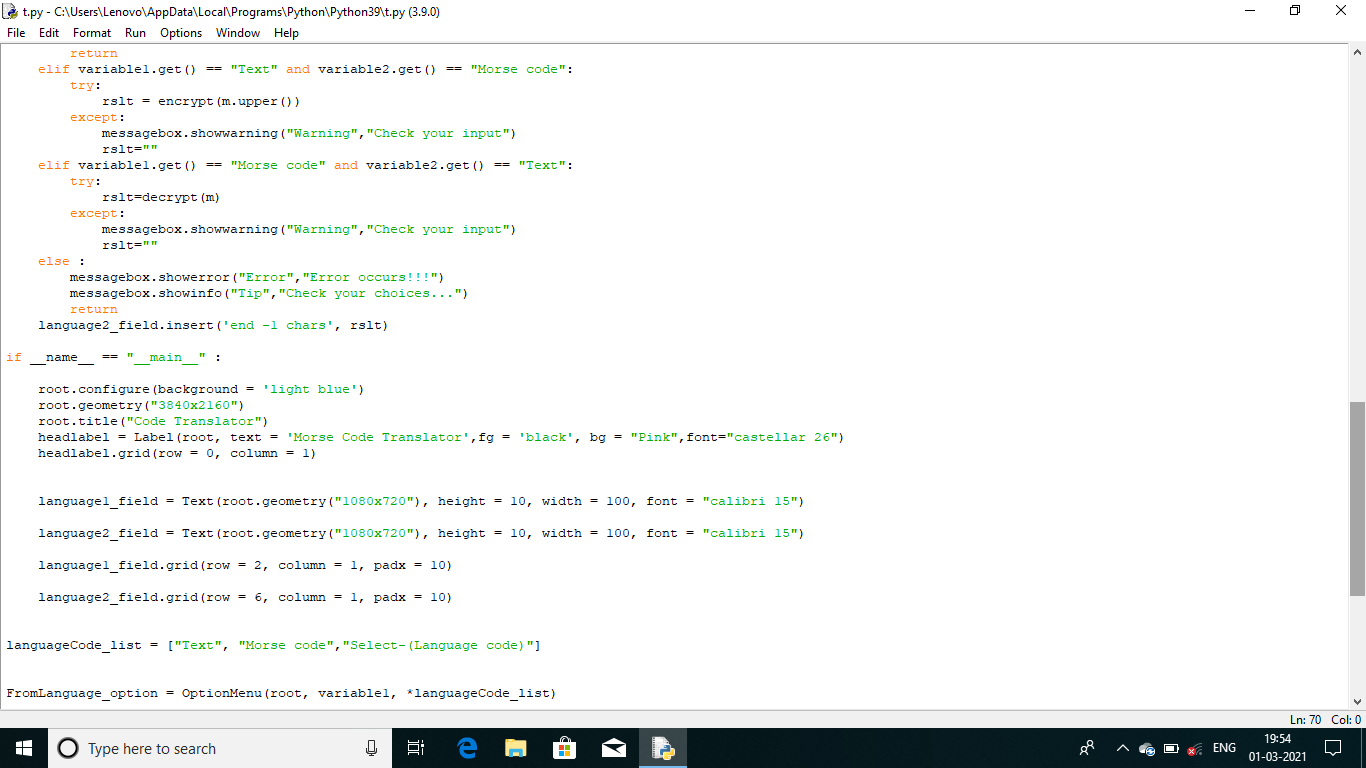 t.py - C:\Users\Lenovo\AppData\Local\Programs\Python\Python39\t.py (3.9.0)
File Edit Format Run Options Window Help
        return
    elif variable1.get() == "Text" and variable2.get() == "Morse code":
        try:
            rslt = encrypt(m.upper())
        except:
            messagebox.showwarning("Warning","Check your input")
            rslt=""
    elif variable1.get() == "Morse code" and variable2.get() == "Text":
        try:
            rslt=decrypt(m)
        except:
            messagebox.showwarning("Warning","Check your input")
            rslt=""
    else :
        messagebox.showerror("Error","Error occurs!!!")
        messagebox.showinfo("Tip","Check your choices...")
        return
    language2_field.insert('end -1 chars', rslt)
if __name__ == "__main__" :
    root.configure(background = 'light blue')
    root.geometry("3840x2160")
    root.title("Code Translator")
    headlabel = Label(root, text = 'Morse Code Translator',fg = 'black', bg = "Pink",font="castellar 26")
    headlabel.grid(row = 0, column = 1)
    language1_field = Text(root.geometry("1080x720"), height = 10, width = 100, font = "calibri 15")
    language2_field = Text(root.geometry("1080x720"), height = 10, width = 100, font = "calibri 15")
    language1_field.grid(row = 2, column = 1, padx = 10)
    language2_field.grid(row = 6, column = 1, padx = 10)
languageCode_list = ["Text", "Morse code","Select-(Language code)"]
FromLanguage_option = OptionMenu(root, variable1, *languageCode_list)
Ln: 70 Col: 0
Type here to search
ENG
19:54
01-03-2021